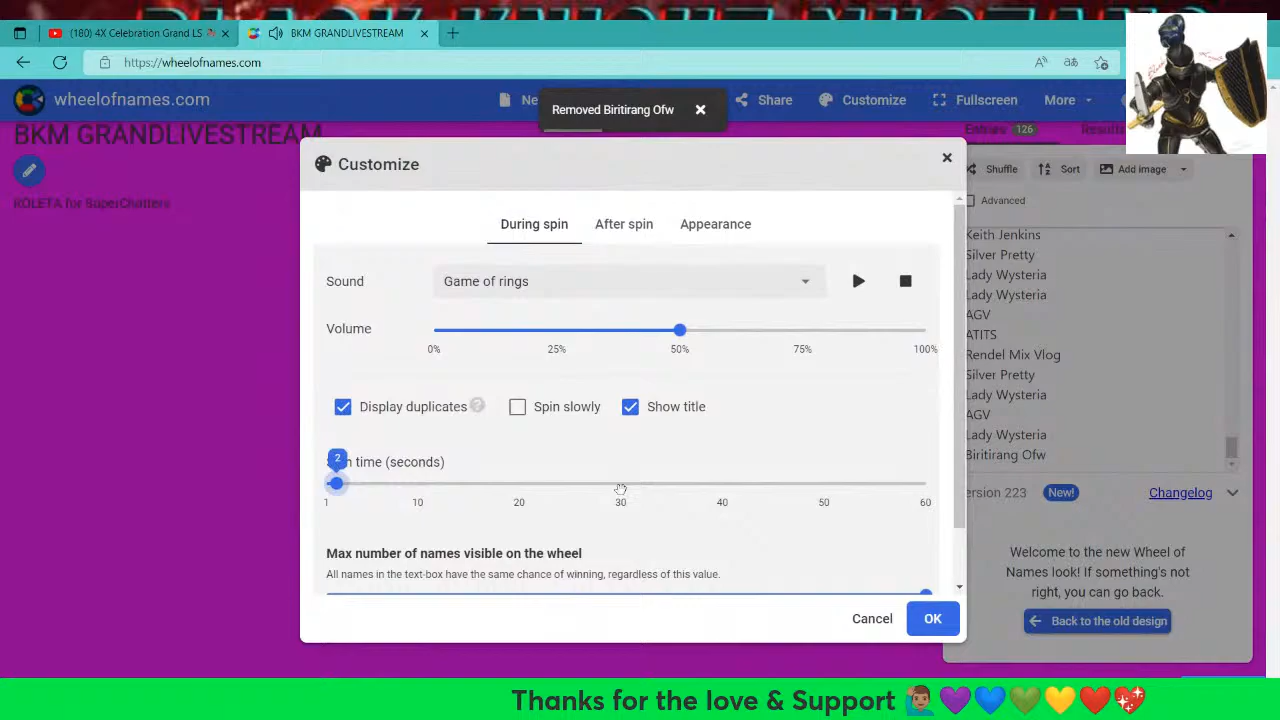 (180) 4X Celebration Grand LS
BKM GRANDLIVESTREAM
https://wheelofnames.com
wheelofnames.com
Share
Customize
Fullscreen
More
Removed Biritirang Ofw
BKM GRANDLIVESTREAM
ROLETA for SuperChatters
Customize
During spin
After spin
Appearance
Sound
Game of rings
Volume
0%
25%
50%
75%
100%
Display duplicates
Spin slowly
Show title
2
time (seconds)
1
10
20
30
40
50
60
Max number of names visible on the wheel
All names in the text-box have the same chance of winning, regardless of this value.
Cancel
OK
Entries 126
Shuffle
Sort
Add image
Advanced
Keith Jenkins
Silver Pretty
Lady Wysteria
Lady Wysteria
AGV
ATITS
Rendel Mix Vlog
Silver Pretty
Lady Wysteria
AGV
Lady Wysteria
Biritirang Ofw
ersion 223
New!
Changelog
Welcome to the new Wheel of
Names look! If something's not
right, you can go back.
Back to the old design
Thanks for the love & Support 🙋🏽‍♂️💜💙💚💛❤️💖